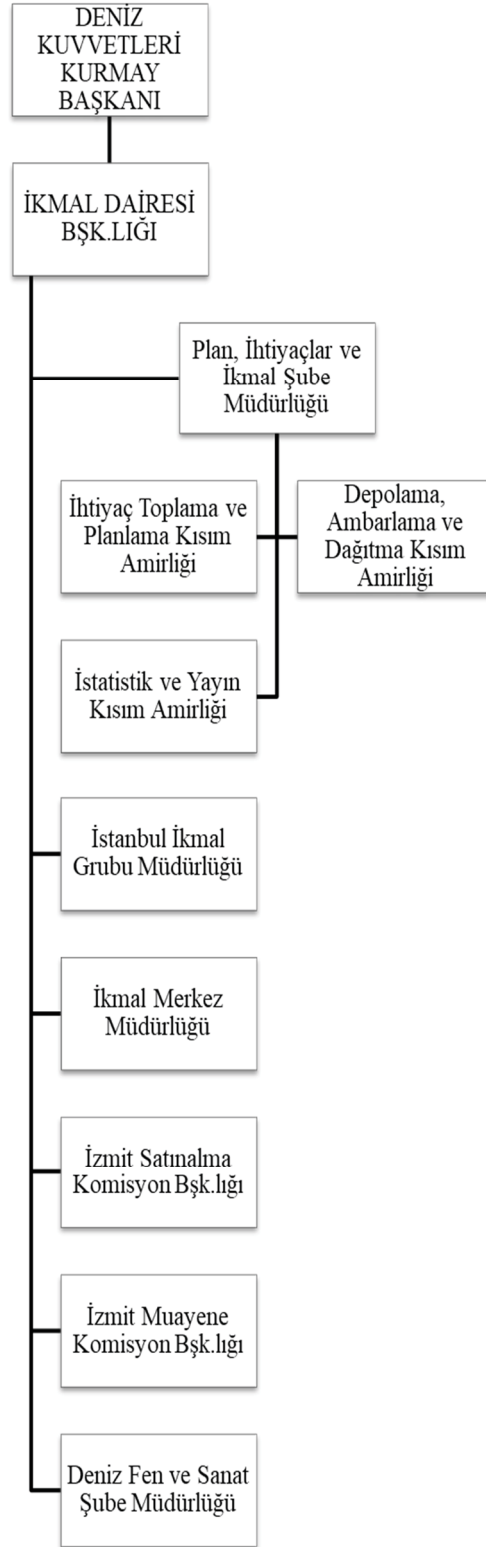 DENİZ
KUVVETLERİ
KURMAY
BAŞKANI
İKMAL DAİRESİ
BŞK.LIĞI
Plan, İhtiyaçlar ve
İkmal Şube
Müdürlüğü
İhtiyaç Toplama ve
Planlama Kısım
Amirliği
Depolama,
Ambarlama ve
Dağıtma Kısım
Amirliği
İstatistik ve Yayın
Kısım Amirliği
İstanbul İkmal
Grubu Müdürlüğü
İkmal Merkez
Müdürlüğü
İzmit Satınalma
Komisyon Bşk.lığı
İzmit Muayene
Komisyon Bşk.lığı
Deniz Fen ve Sanat
Şube Müdürlüğü